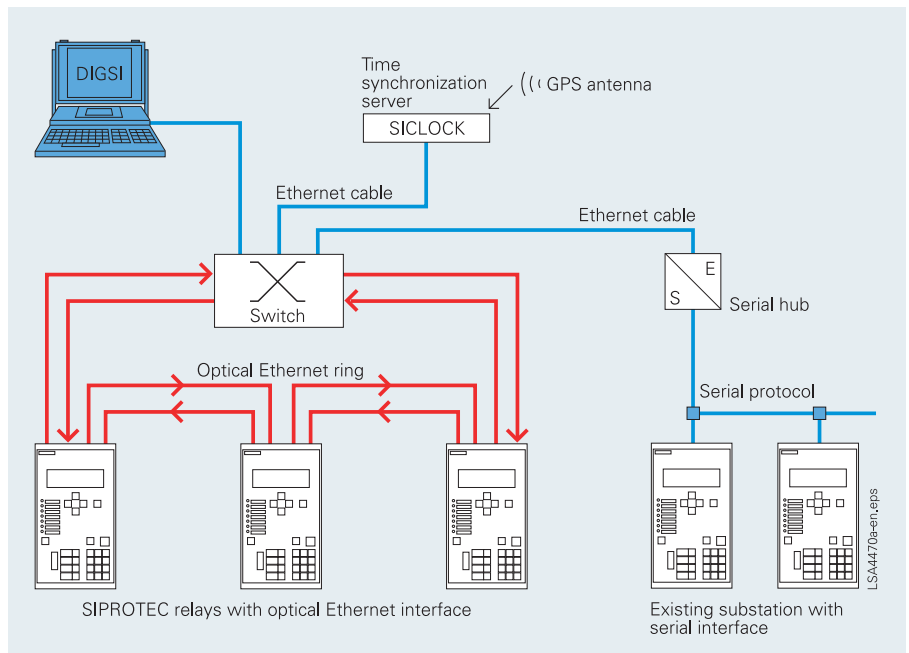 DIGSI
Time
synchronization
server
GPS antenna
SICLOCK
Ethernet cable
Ethernet cable
E
S
Serial hub
Switch
Optical Ethernet ring
Serial protocol
SIPROTEC relays with optical Ethernet interface
Existing substation with
serial interface
LSA4470a-en.eps